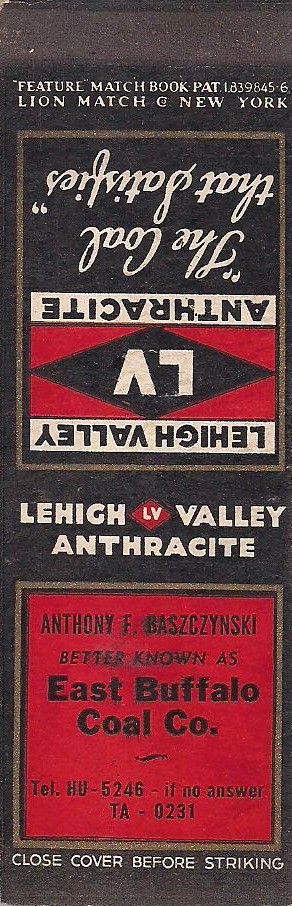 "FEATURE" MATCH BOOK PAT. 1.839845-6
LION MATCH Co NEW YORK
"The Coal
that Satisfies"
LEHIGH VALLEY
LV
ANTHRACITE
LEHIGH LV VALLEY
ANTHRACITE
ANTHONY F. BASZCZYNSKI
BETTER KNOWN AS
East Buffalo
Coal Co.
Tel. HU-5246 - if no answer
TA - 0231
CLOSE COVER BEFORE STRIKING